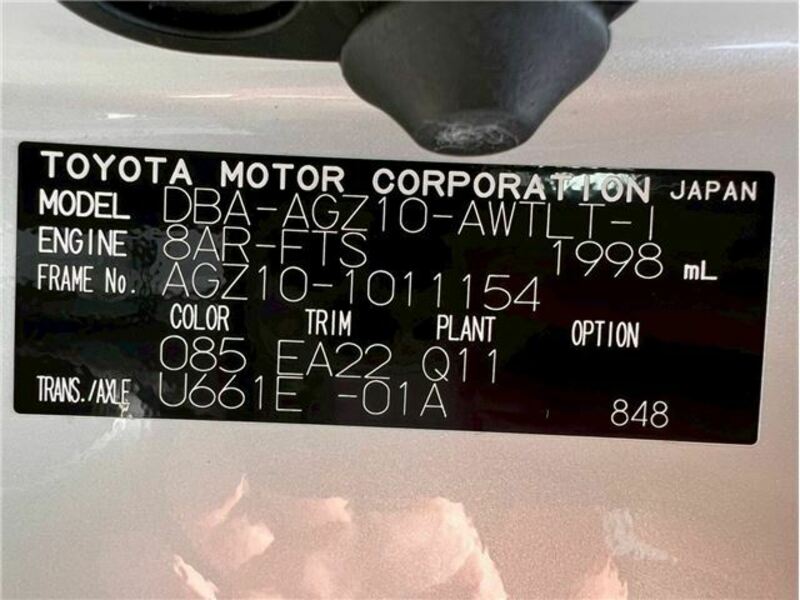 TOYOTA MOTOR CORPORATION JAPAN
MODEL DBA-AGZ10-AWTLT-I
ENGINE 8AR-FTS 1998 mL
FRAME No. AGZ10-1011154
COLOR TRIM PLANT OPTION
085 EA22 Q11
TRANS./AXLE U661E -01A 848